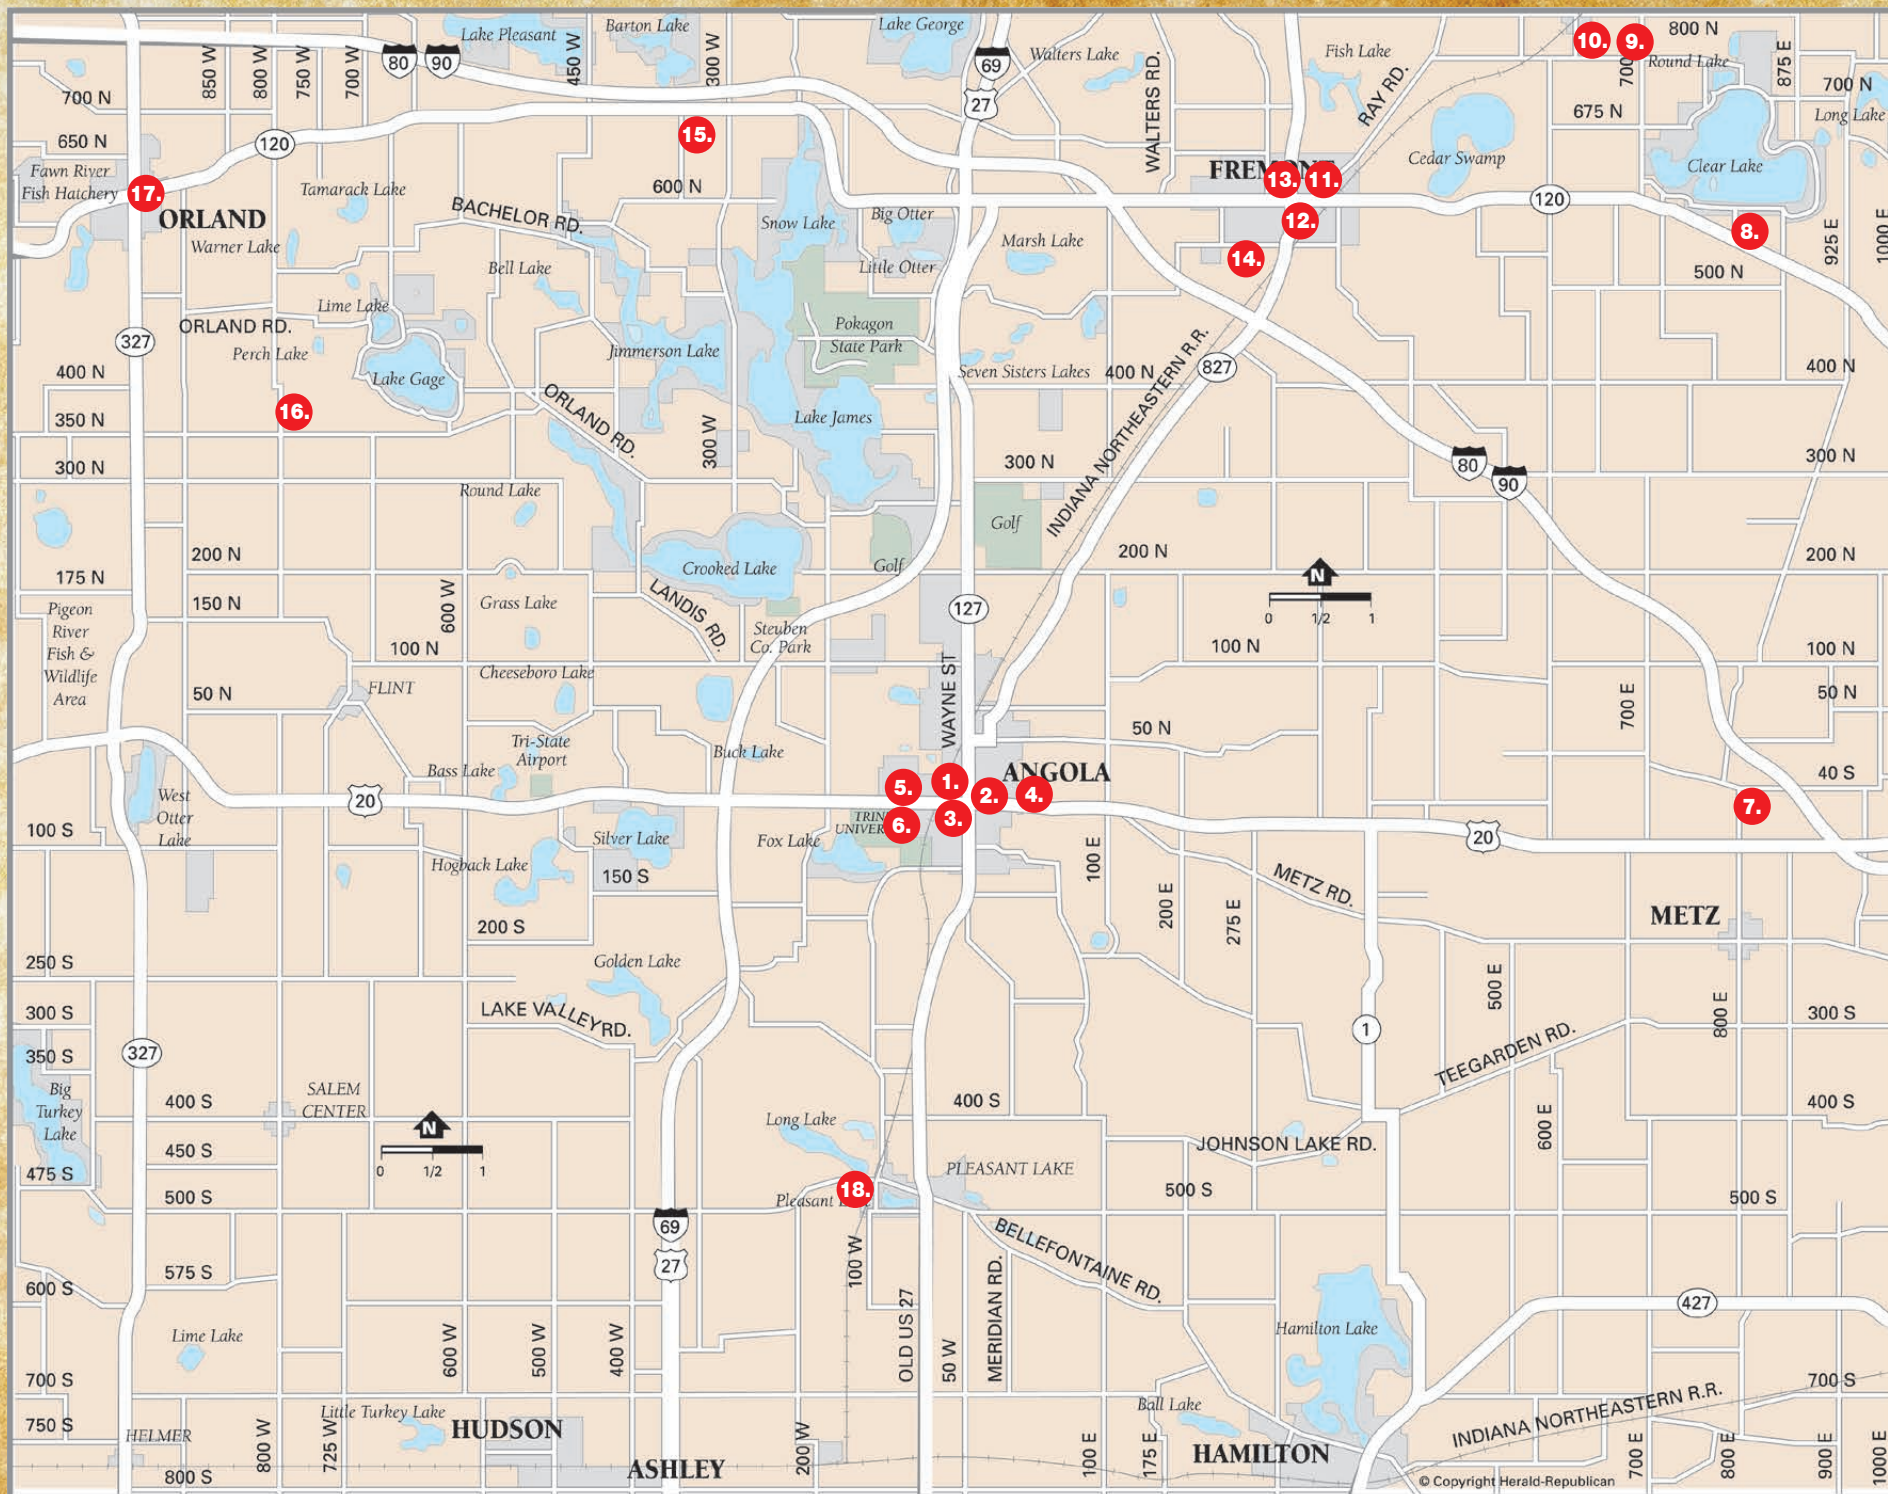 Lake Pleasant
Barton Lake
Lake George
800 N
10.
9.
850 W
800 W
750 W
700 W
80
90
450 W
300 W
69
Walters Lake
WALTERS RD.
Fish Lake
RAY RD.
Round Lake
875 E
700 N
27
675 N
700 N
Long Lake
650 N
120
15.
Fawn River
Fish Hatchery
17.
ORLAND
Tamarack Lake
600 N
FREMONT
13.
11.
12.
14.
Cedar Swamp
Clear Lake
120
8.
925 E
1000 E
BACHELOR RD.
Snow Lake
Big Otter
Warner Lake
Bell Lake
Little Otter
Marsh Lake
500 N
Lime Lake
ORLAND RD.
327
Perch Lake
Jimmerson Lake
Pokagon
State Park
INDIANA NORTHEASTERN R.R.
827
400 N
Lake Gage
Seven Sisters Lakes
400 N
400 N
16.
ORLAND RD.
Lake James
350 N
300 W
300 N
300 N
300 N
80
90
Round Lake
Golf
200 N
Crooked Lake
Golf
200 N
200 N
175 N
N
0
1/2
1
Pigeon
River
Fish &
Wildlife
Area
150 N
600 W
Grass Lake
LANDIS RD.
127
Steuben
Co. Park
100 N
100 N
100 N
Cheeseboro Lake
WAYNE ST
50 N
FLINT
700 E
50 N
Tri-State
Airport
Buck Lake
50 N
Bass Lake
ANGOLA
5.
1.
2.
4.
40 S
7.
West
Otter
Lake
20
6.
3.
100 S
Silver Lake
Fox Lake
20
Hogback Lake
150 S
100 E
METZ RD.
200 E
275 E
METZ
200 S
250 S
Golden Lake
500 E
800 E
300 S
LAKE VALLEY RD.
1
300 S
327
350 S
TEEGARDEN RD.
Big
Turkey
Lake
SALEM
CENTER
400 S
400 S
400 S
N
0
1/2
1
Long Lake
600 E
JOHNSON LAKE RD.
450 S
475 S
PLEASANT LAKE
500 S
18.
Pleasant
500 S
500 S
69
27
BELLEFONTAINE RD.
100 W
575 S
600 S
OLD US 27
50 W
MERIDIAN RD.
427
Lime Lake
600 W
500 W
400 W
Hamilton Lake
700 S
700 S
Little Turkey Lake
Ball Lake
INDIANA NORTHEASTERN R.R.
750 S
HELMER
800 W
725 W
HUDSON
200 W
100 E
175 E
HAMILTON
700 E
800 E
900 E
1000 E
800 S
ASHLEY
© Copyright Herald-Republican